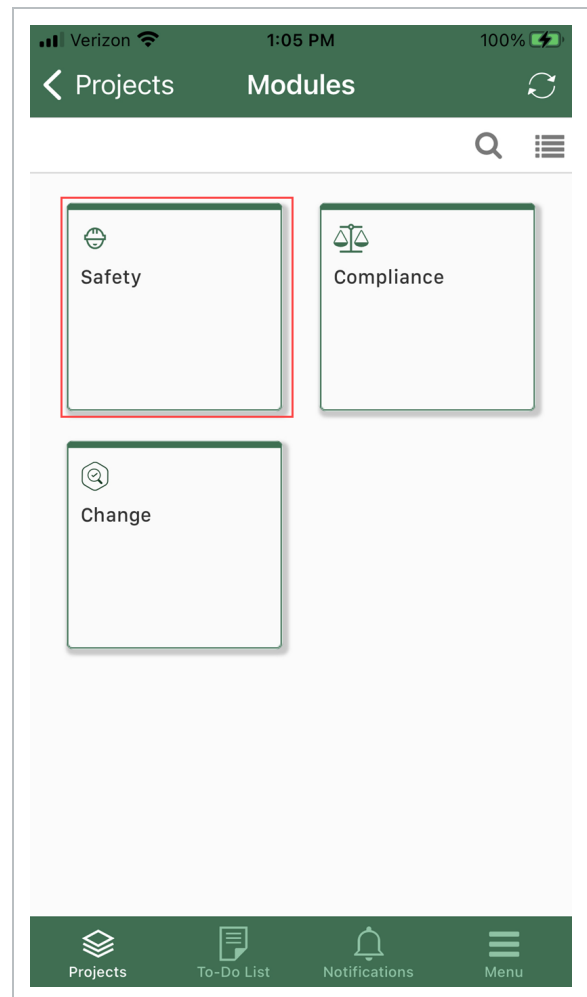 Verizon 1:05 PM 100%
Projects Modules
Safety Compliance
Change
Projects To-Do List Notifications Menu